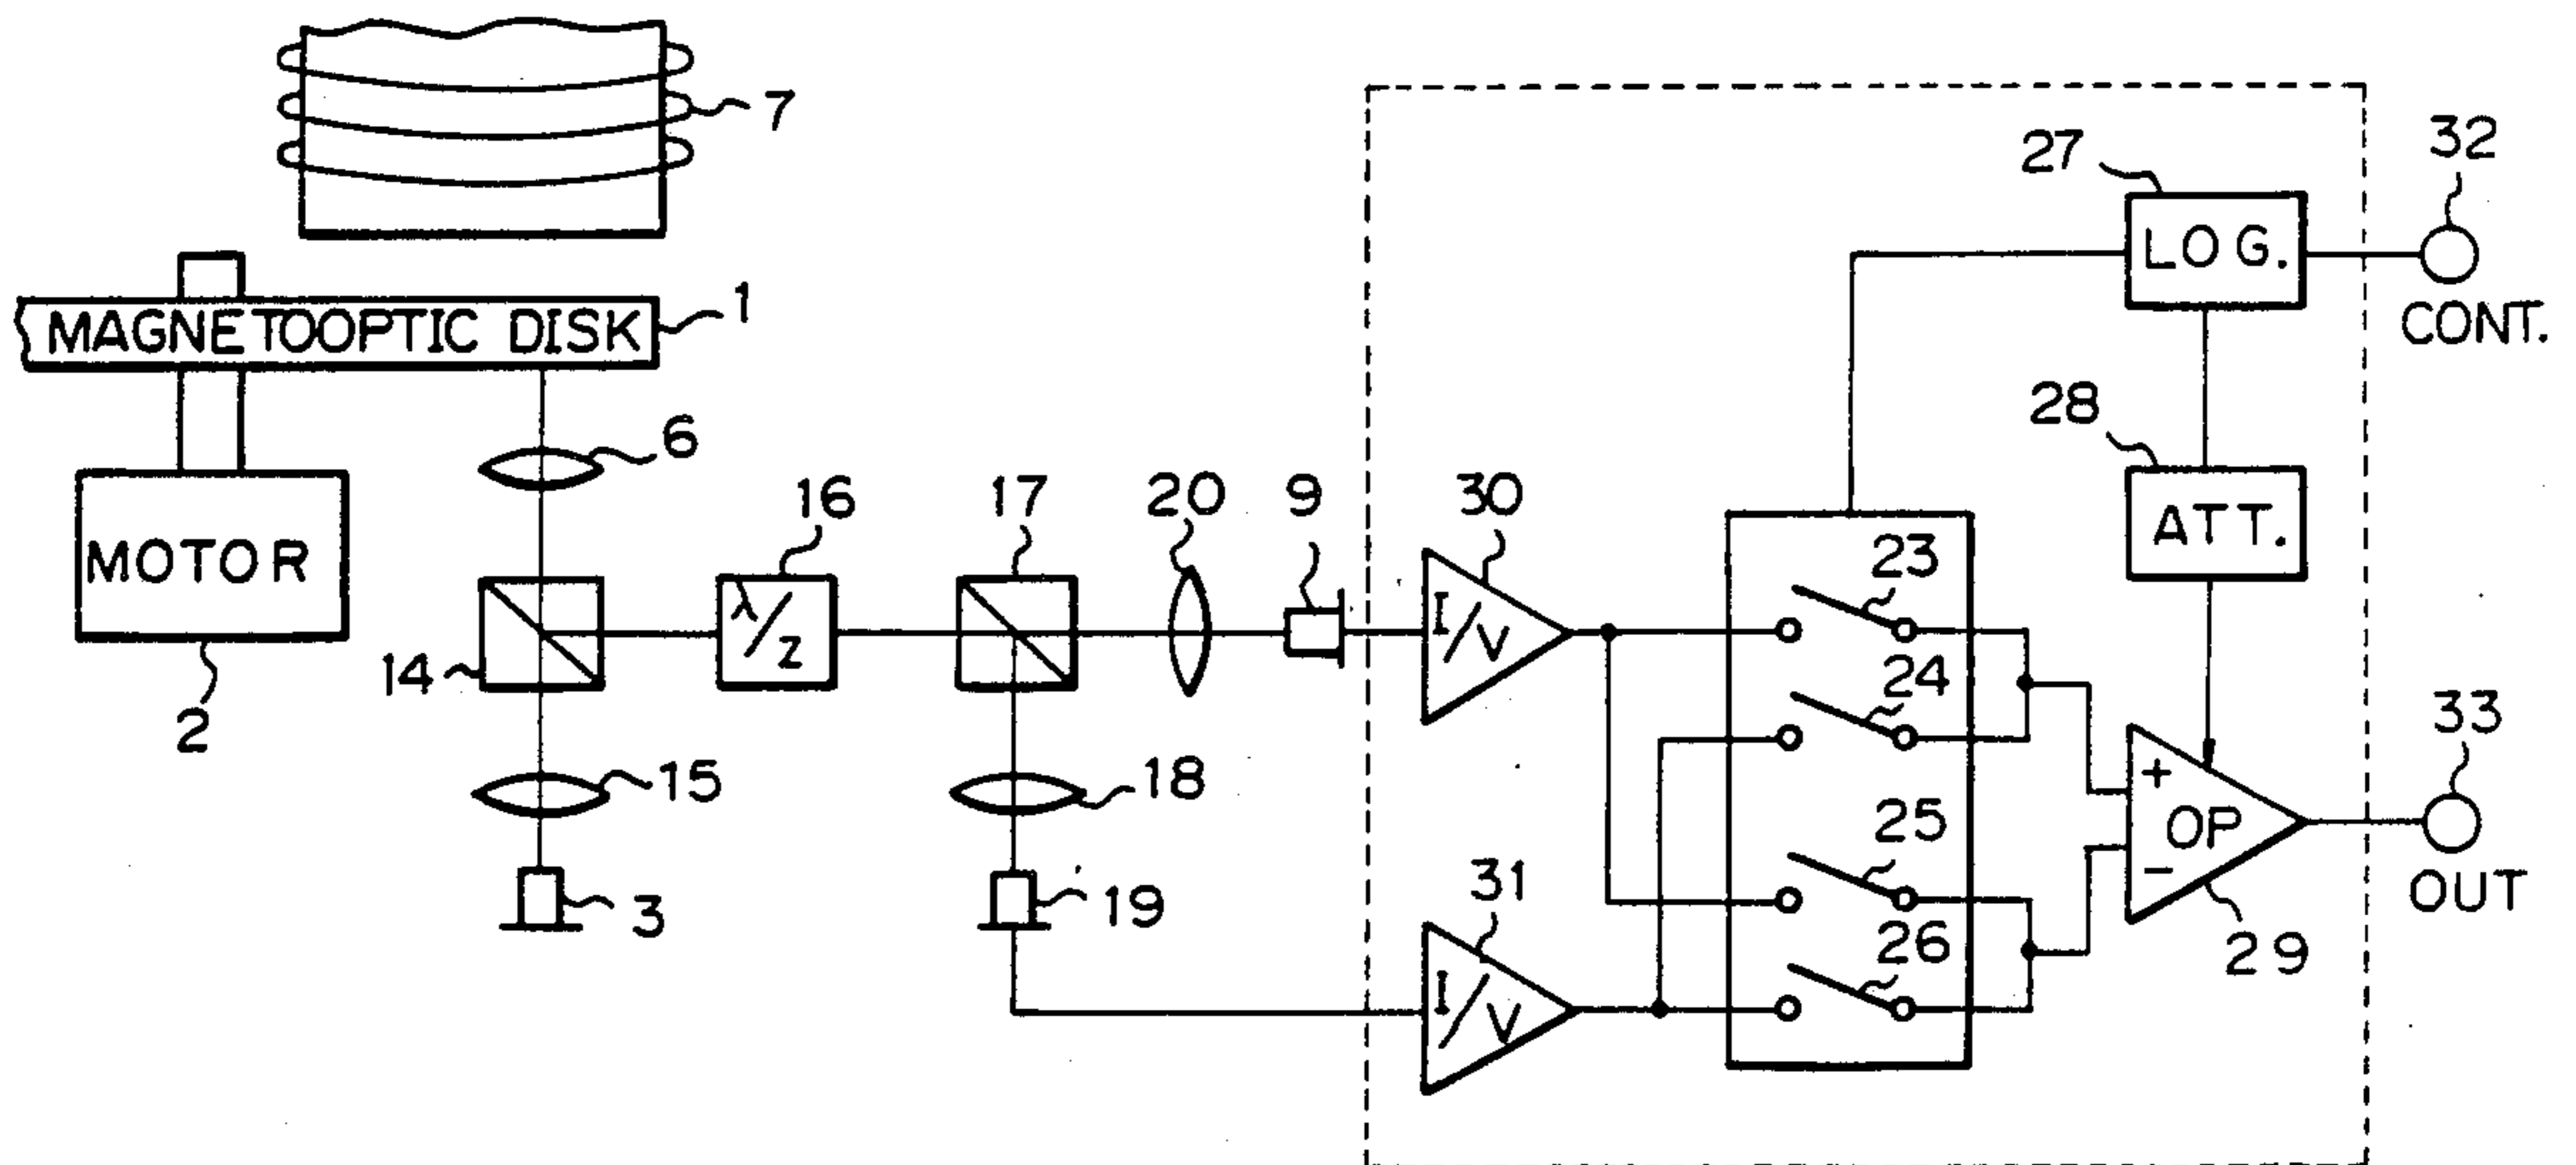 7
32
27
LOG.
CONT.
1
MAGNETOOPTIC DISK
28
6
ATT.
16
17
20
9
30
MOTOR
λ/2
I/V
23
24
14
2
33
15
18
+
OP
-
25
OUT
31
3
19
26
29
I/V